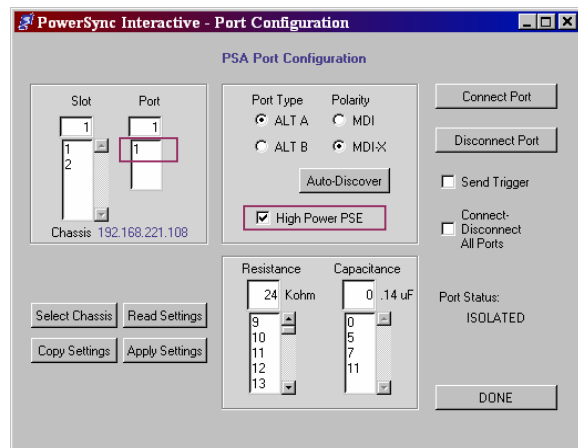 PowerSync Interactive - Port Configuration
PSA Port Configuration
Slot Port
1 1
1 1
2
Chassis 192.168.221.108
Port Type Polarity
ALT A MDI
ALT B MDI-X
Auto-Discover
High Power PSE
Connect Port
Disconnect Port
Send Trigger
Connect-
Disconnect
All Ports
Resistance Capacitance
24 Kohm 0 .14 uF
9 0
10 5
11 7
12 11
13
Select Chassis Read Settings
Copy Settings Apply Settings
Port Status:
ISOLATED
DONE